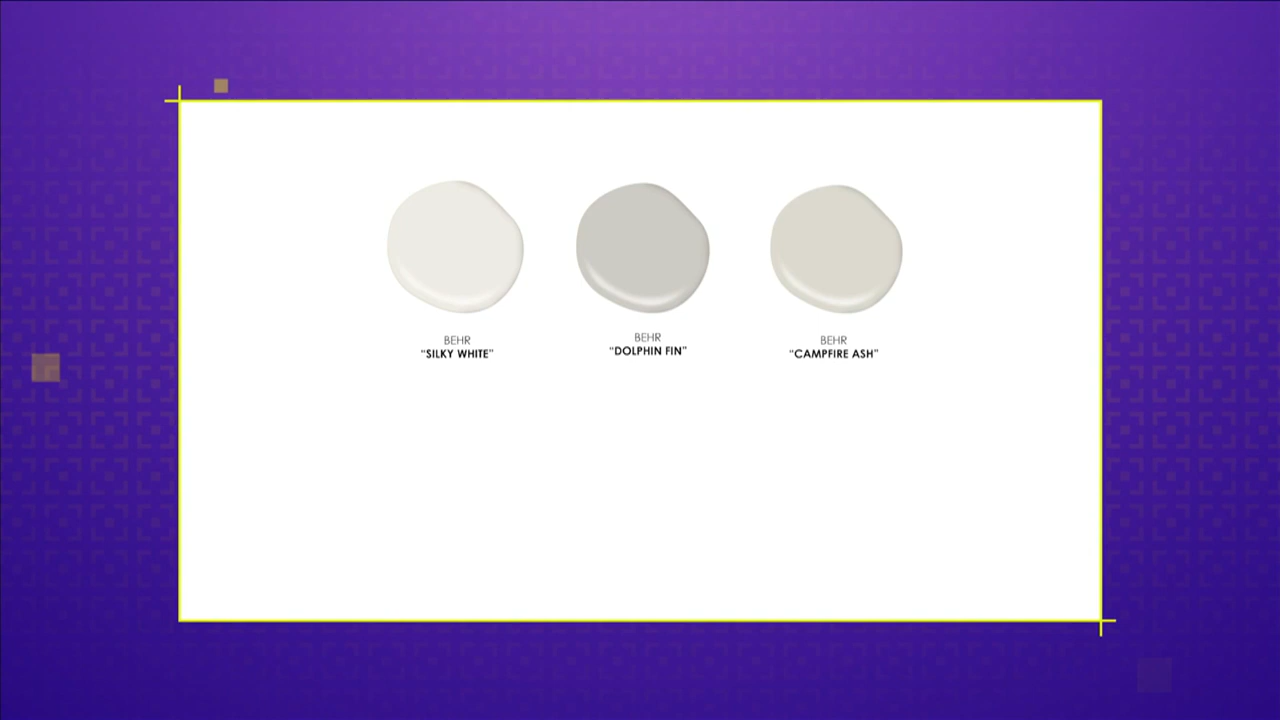 BEHR
"SILKY WHITE"
BEHR
"DOLPHIN FIN"
BEHR
"CAMPFIRE ASH"